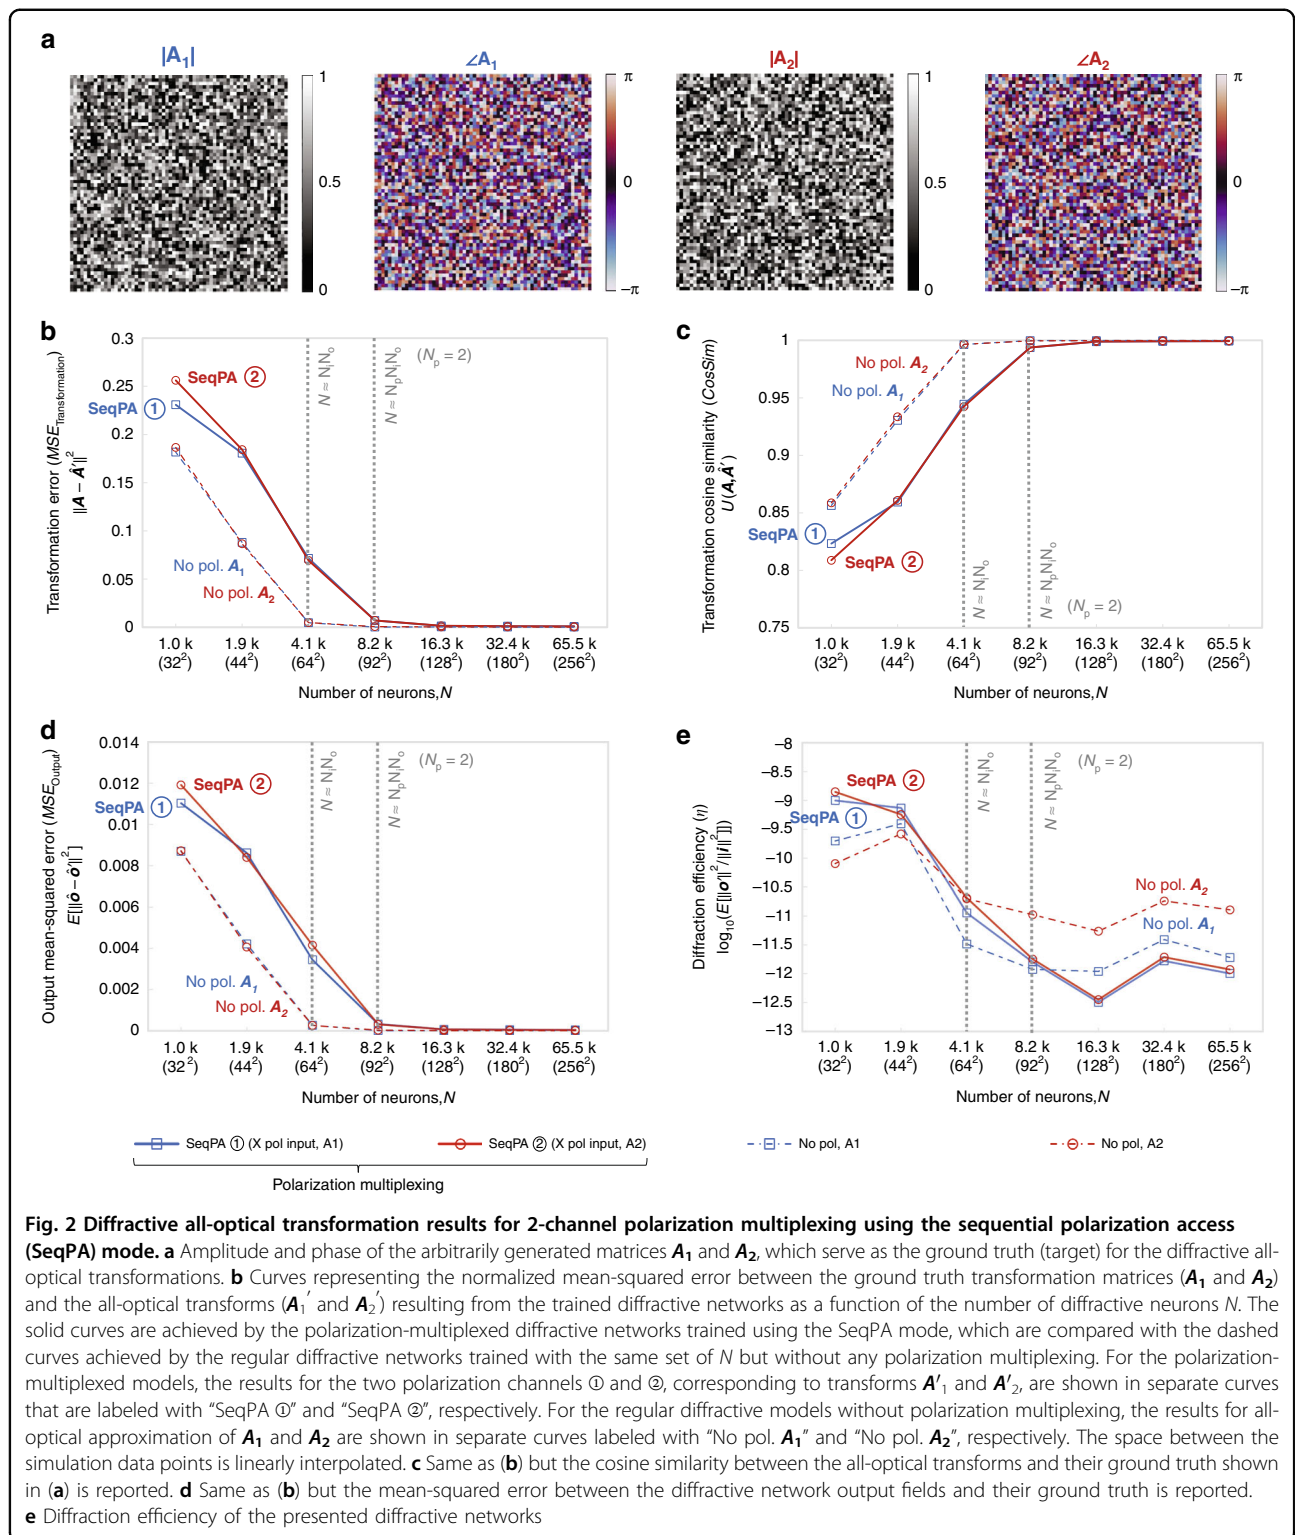 a
|A₁|
∠A₁
|A₂|
∠A₂
1
0.5
0
π
0
−π
1
0.5
0
π
0
−π
b
Transformation error (MSE_Transformation)
||A − Â′||²
0.3
0.25
0.2
0.15
0.1
0.05
0
SeqPA ②
SeqPA ①
No pol. A₁
No pol. A₂
N ≈ NᵢNₒ
N ≈ NₚNᵢNₒ
(Nₚ = 2)
1.0 k 1.9 k 4.1 k 8.2 k 16.3 k 32.4 k 65.5 k
(32²) (44²) (64²) (92²) (128²) (180²) (256²)
Number of neurons,N
c
Transformation cosine similarity (CosSim)
U(A,Â′)
1
0.95
0.9
0.85
0.8
0.75
No pol. A₂
No pol. A₁
SeqPA ①
SeqPA ②
N ≈ NᵢNₒ
N ≈ NₚNᵢNₒ
(Nₚ = 2)
1.0 k 1.9 k 4.1 k 8.2 k 16.3 k 32.4 k 65.5 k
(32²) (44²) (64²) (92²) (128²) (180²) (256²)
Number of neurons,N
d
Output mean-squared error (MSE_Output)
E[||ô − ô′||²]
0.014
0.012
0.01
0.008
0.006
0.004
0.002
0
SeqPA ②
SeqPA ①
No pol. A₁
No pol. A₂
N ≈ NᵢNₒ
N ≈ NₚNᵢNₒ
(Nₚ = 2)
1.0 k 1.9 k 4.1 k 8.2 k 16.3 k 32.4 k 65.5 k
(32²) (44²) (64²) (92²) (128²) (180²) (256²)
Number of neurons,N
e
Diffraction efficiency (η)
log₁₀(E[||o′||²/||i||²]])
−8
−8.5
−9
−9.5
−10
−10.5
−11
−11.5
−12
−12.5
−13
SeqPA ②
SeqPA ①
N ≈ NᵢNₒ
N ≈ NₚNᵢNₒ
(Nₚ = 2)
No pol. A₂
No pol. A₁
1.0 k 1.9 k 4.1 k 8.2 k 16.3 k 32.4 k 65.5 k
(32²) (44²) (64²) (92²) (128²) (180²) (256²)
Number of neurons,N
SeqPA ① (X pol input, A1)
SeqPA ② (X pol input, A2)
No pol, A1
No pol, A2
Polarization multiplexing
Fig. 2 Diffractive all-optical transformation results for 2-channel polarization multiplexing using the sequential polarization access
(SeqPA) mode. a Amplitude and phase of the arbitrarily generated matrices A₁ and A₂, which serve as the ground truth (target) for the diffractive all-
optical transformations. b Curves representing the normalized mean-squared error between the ground truth transformation matrices (A₁ and A₂)
and the all-optical transforms (A₁′ and A₂′) resulting from the trained diffractive networks as a function of the number of diffractive neurons N. The
solid curves are achieved by the polarization-multiplexed diffractive networks trained using the SeqPA mode, which are compared with the dashed
curves achieved by the regular diffractive networks trained with the same set of N but without any polarization multiplexing. For the polarization-
multiplexed models, the results for the two polarization channels ① and ②, corresponding to transforms A′₁ and A′₂, are shown in separate curves
that are labeled with “SeqPA ①” and “SeqPA ②”, respectively. For the regular diffractive models without polarization multiplexing, the results for all-
optical approximation of A₁ and A₂ are shown in separate curves labeled with “No pol. A₁” and “No pol. A₂”, respectively. The space between the
simulation data points is linearly interpolated. c Same as (b) but the cosine similarity between the all-optical transforms and their ground truth shown
in (a) is reported. d Same as (b) but the mean-squared error between the diffractive network output fields and their ground truth is reported.
e Diffraction efficiency of the presented diffractive networks